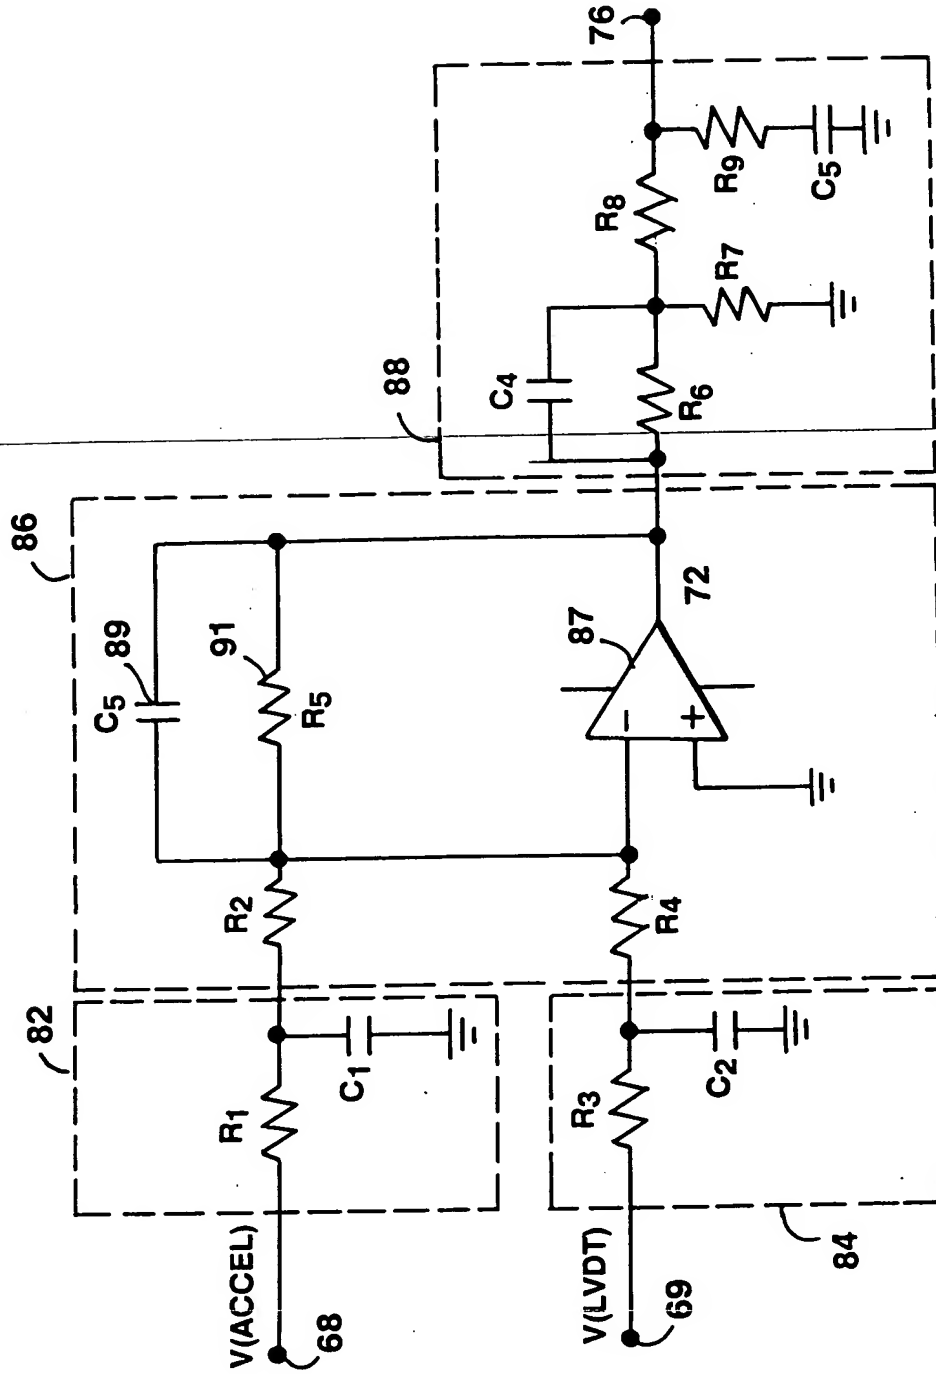 82
86
88
V(ACCEL)
68
R1
C1
R2
C5
89
91
R5
V(LVDT)
69
84
R3
C2
R4
87
−
+
72
C4
R6
R7
R8
R9
C5
76